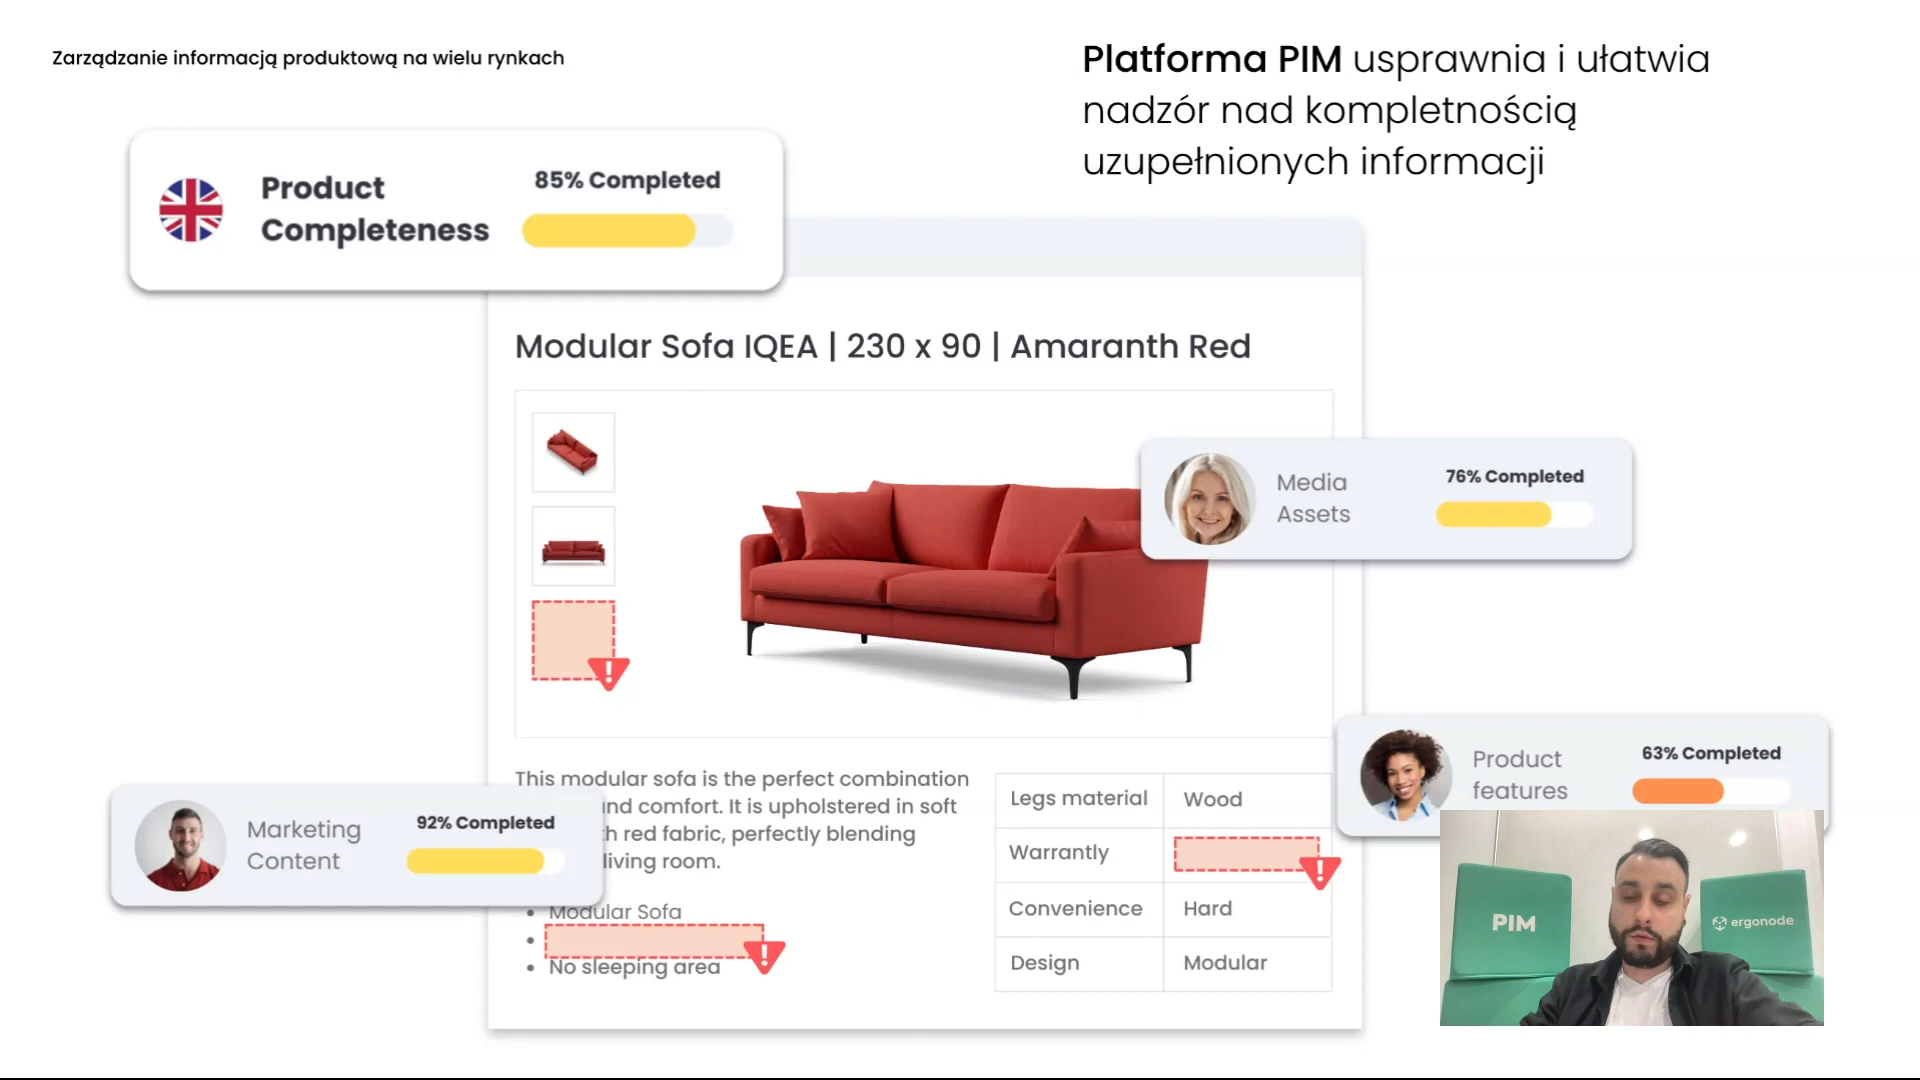 Zarządzanie informacją produktową na wielu rynkach
Platforma PIM usprawnia i ułatwia
nadzór nad kompletnością
uzupełnionych informacji
Product
Completeness
85% Completed
Modular Sofa IQEA | 230 x 90 | Amaranth Red
Media
Assets
76% Completed
Product
features
63% Completed
Marketing
Content
92% Completed
This modular sofa is the perfect combination
nd comfort. It is upholstered in soft
h red fabric, perfectly blending
living room.
• Modular Sofa
•
• No sleeping area
Legs material Wood
Warrantly
Convenience Hard
Design Modular
PIM
ergonode